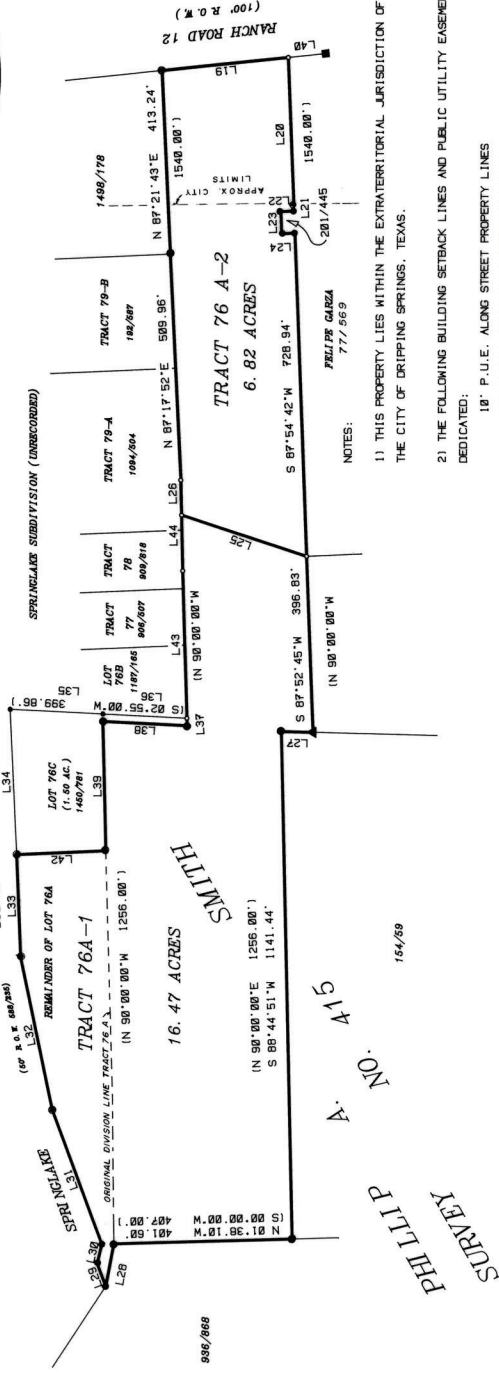 RANCH ROAD 12
(100' R.O.W.)
SPRINGLAKE SUBDIVISION (UNRECORDED)
1498/178
TRACT 79-B
192/587
TRACT 79-A
1094/504
TRACT
78
909/818
TRACT
77
908/507
LOT
76B
1187/165
LOT 76C
(1.50 AC.)
1450/781
REMAINDER OF LOT 76A
(50' R.O.W. 588/235)
SPRINGLAKE
L19
L20
L21
L22
L23
L24
L25
L26
L27
L28
L29
L30
L31
L32
L33
L34
L35
L36
L37
L38
L39
L40
L42
L43
L44
N 87°21'43"E 413.24'
1540.00')
APPROX. CITY
LIMITS
N 87°17'52"E 509.96'
(N 90°00'00"W
(S 02°55'00"W 399.86')
TRACT 76 A-2
6.82 ACRES
1540.00')
201/445
S 87°54'42"W 728.94'
FELIPE GARZA
77/569
S 87°52'45"W 396.83'
(N 90°00'00"W
TRACT 76A-1
ORIGINAL DIVISION LINE TRACT 76 A
(N 90°00'00"W 1256.00')
16.47 ACRES
(N 90°00'00"E 1256.00')
S 88°44'51"W 1141.44'
N 01°38'10"W 401.60'
(S 00°00'00"W 407.00')
936/868
154/59
PHILLIP A. SMITH
SURVEY NO. 415
NOTES:
1) THIS PROPERTY LIES WITHIN THE EXTRATERRITORIAL JURISDICTION OF
THE CITY OF DRIPPING SPRINGS, TEXAS.
2) THE FOLLOWING BUILDING SETBACK LINES AND PUBLIC UTILITY EASEME
DEDICATED:
10' P.U.E. ALONG STREET PROPERTY LINES